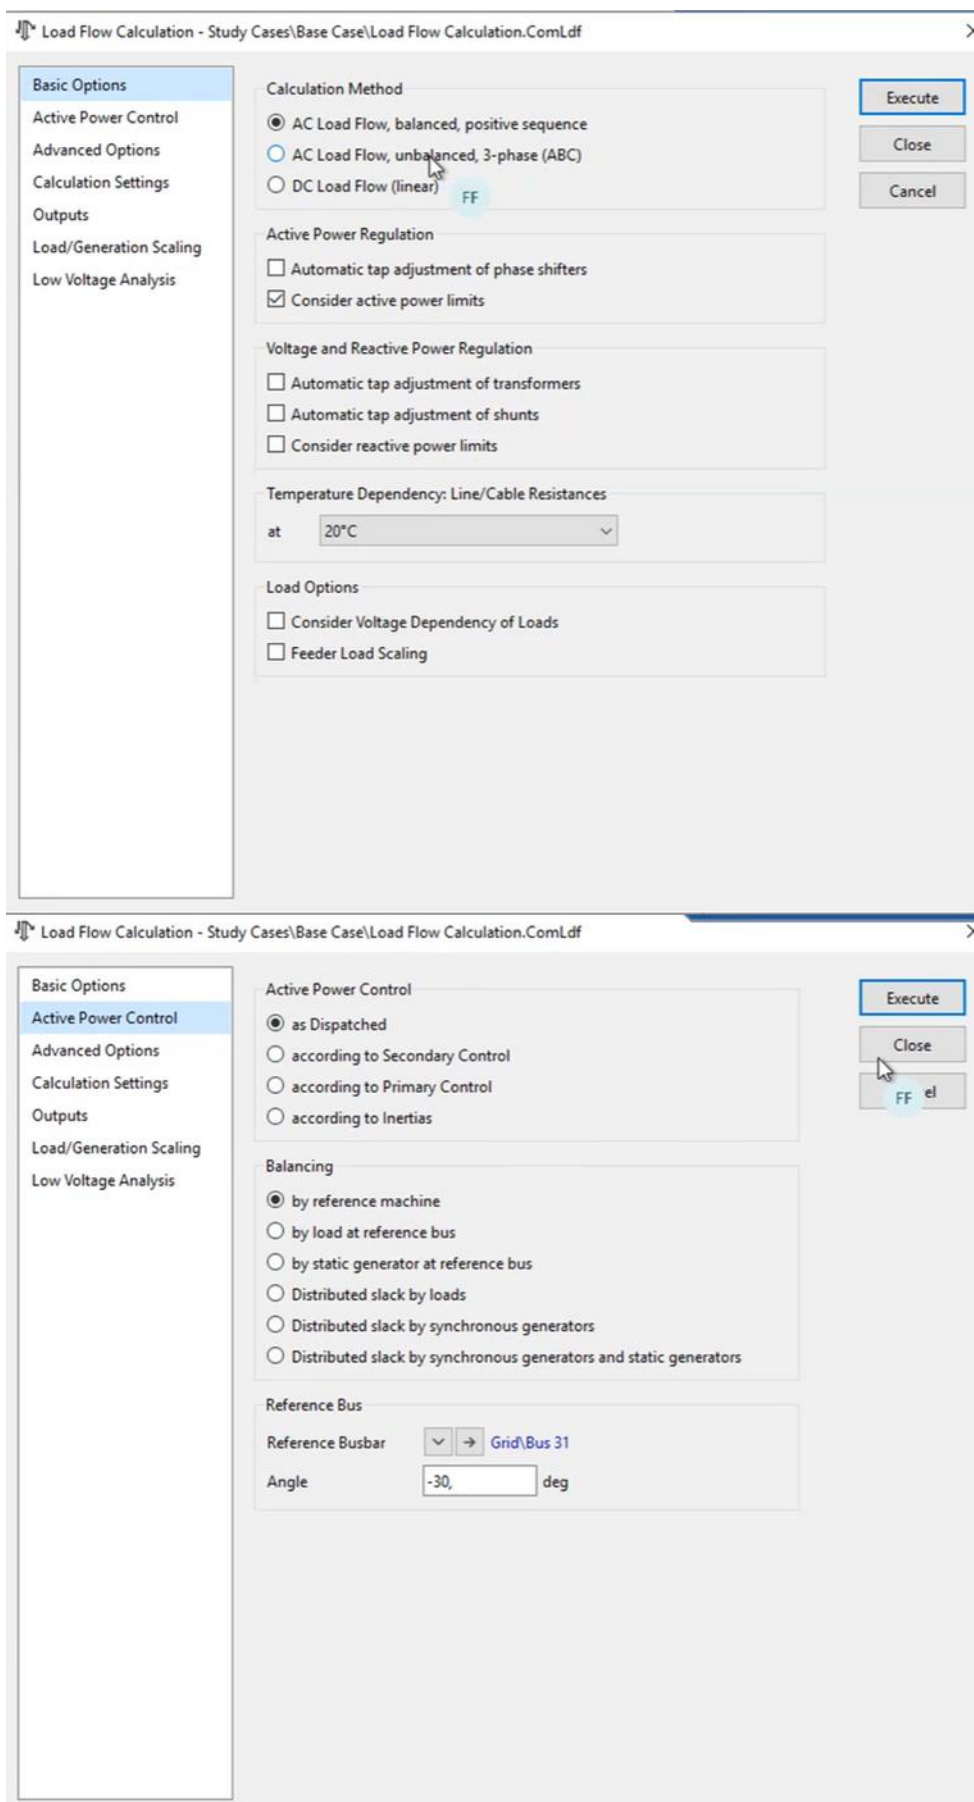 Load Flow Calculation - Study Cases\Base Case\Load Flow Calculation.ComLdf
Basic Options
Active Power Control
Advanced Options
Calculation Settings
Outputs
Load/Generation Scaling
Low Voltage Analysis
Calculation Method
AC Load Flow, balanced, positive sequence
AC Load Flow, unbalanced, 3-phase (ABC)
DC Load Flow (linear)
FF
Active Power Regulation
Automatic tap adjustment of phase shifters
Consider active power limits
Voltage and Reactive Power Regulation
Automatic tap adjustment of transformers
Automatic tap adjustment of shunts
Consider reactive power limits
Temperature Dependency: Line/Cable Resistances
at 20°C
Load Options
Consider Voltage Dependency of Loads
Feeder Load Scaling
Execute
Close
Cancel
Load Flow Calculation - Study Cases\Base Case\Load Flow Calculation.ComLdf
Basic Options
Active Power Control
Advanced Options
Calculation Settings
Outputs
Load/Generation Scaling
Low Voltage Analysis
Active Power Control
as Dispatched
according to Secondary Control
according to Primary Control
according to Inertias
Balancing
by reference machine
by load at reference bus
by static generator at reference bus
Distributed slack by loads
Distributed slack by synchronous generators
Distributed slack by synchronous generators and static generators
Reference Bus
Reference Busbar Grid\Bus 31
Angle -30, deg
Execute
Close
FF el